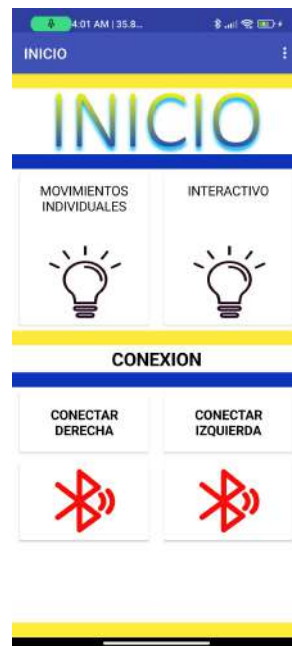 4:01 AM | 35.8...
INICIO
INICIO
MOVIMIENTOS
INDIVIDUALES
INTERACTIVO
CONEXION
CONECTAR
DERECHA
CONECTAR
IZQUIERDA